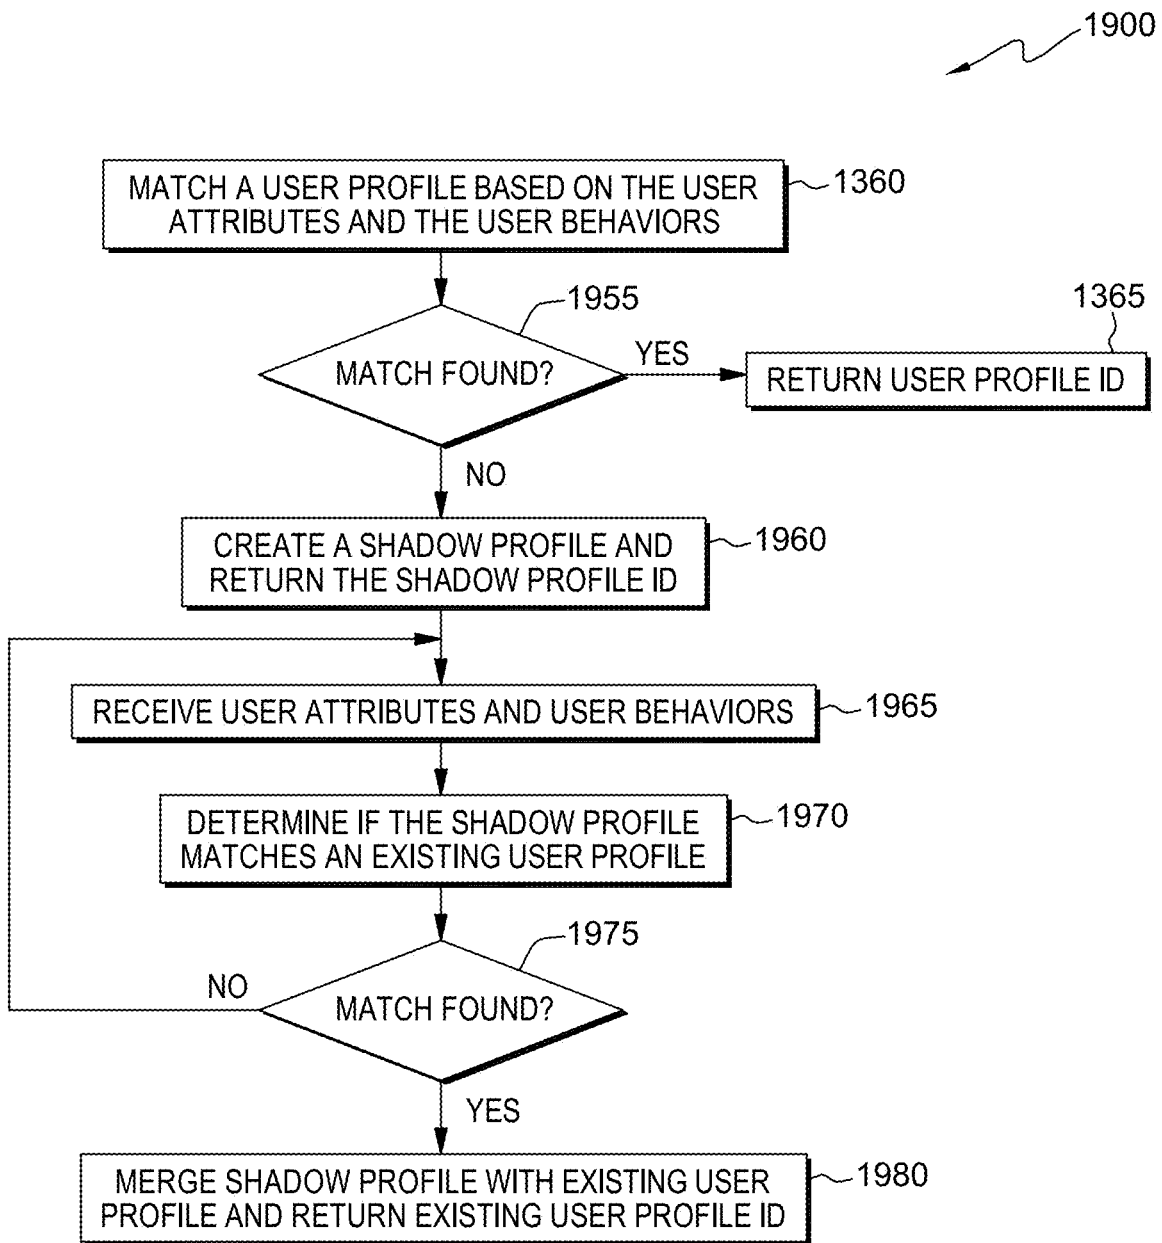 1900
MATCH A USER PROFILE BASED ON THE USER
ATTRIBUTES AND THE USER BEHAVIORS
1360
1955
MATCH FOUND?
YES
1365
RETURN USER PROFILE ID
NO
CREATE A SHADOW PROFILE AND
RETURN THE SHADOW PROFILE ID
1960
RECEIVE USER ATTRIBUTES AND USER BEHAVIORS
1965
DETERMINE IF THE SHADOW PROFILE
MATCHES AN EXISTING USER PROFILE
1970
1975
NO
MATCH FOUND?
YES
MERGE SHADOW PROFILE WITH EXISTING USER
PROFILE AND RETURN EXISTING USER PROFILE ID
1980